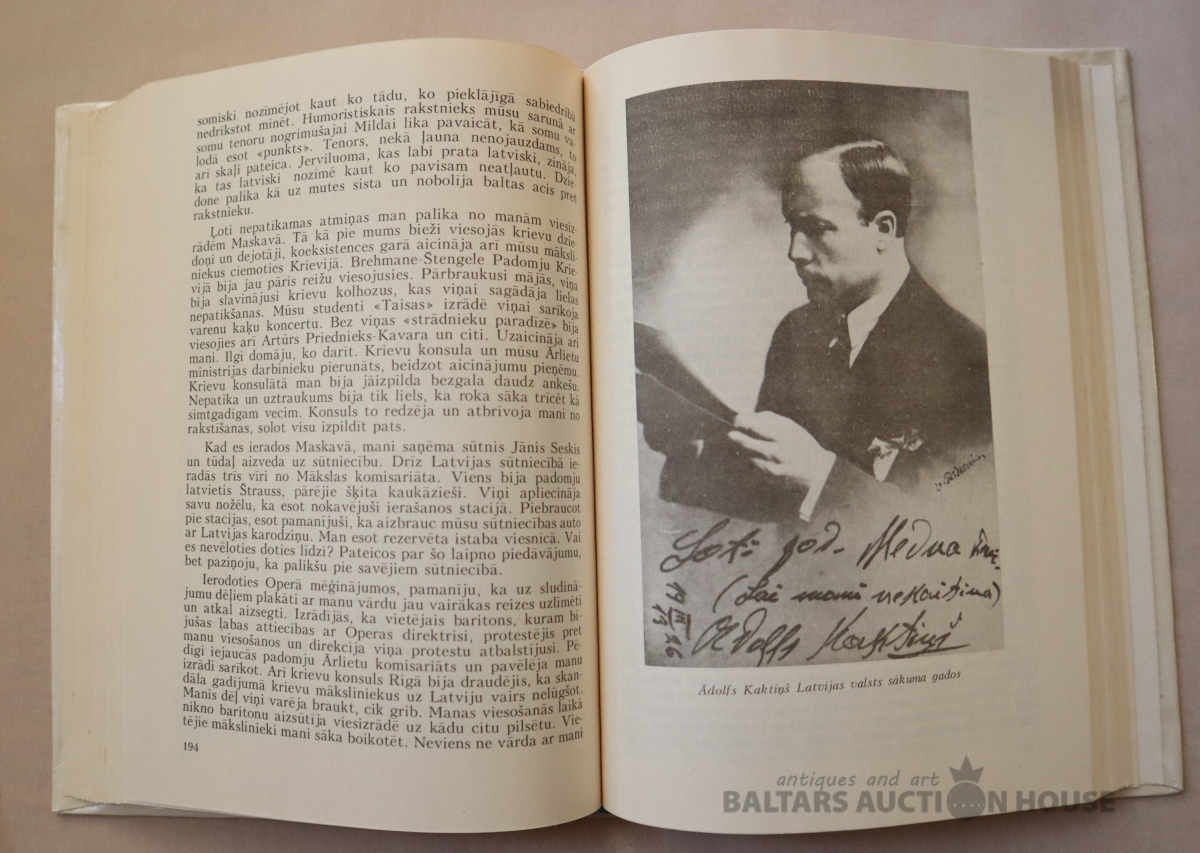 somiski nozīmējot kaut ko tādu, ko pieklājīgā sabiedrībā
nedrīkstot minēt. Humoristiskais rakstnieks mūsu sarunā ar
somu tenoru nogrimušajai Mildai lika pavaicāt, kā somu va-
lodā esot «punkts». Tenors, nekā ļauna nenojauzdams, to
arī skaļi pateica. Jerviluoma, kas labi prata latviski, zināja,
ka tas latviski nozīmē kaut ko pavisam neatļautu. Dzie-
done palika kā uz mutes sista un nobolīja baltas acis pret
rakstnieku.
Ļoti nepatīkamas atmiņas man palika no manām viesiz-
rādēm Maskavā. Tā kā pie mums bieži viesojās krievu dzie-
doņi un dejotāji, koeksistences garā aicināja arī mūsu māksli-
niekus ciemoties Krievijā. Brehmane-Štengele Padomju Krie-
vijā bija jau pāris reižu viesojusies. Pārbraukusi mājās, viņa
bija slavinājusi krievu kolhozus, kas viņai sagādāja lielas
nepatikšanas. Mūsu studenti «Taisas» izrādē viņai sarīkoja
varenu kaķu koncertu. Bez viņas «strādnieku paradīzē» bija
viesojies arī Artūrs Priednieks-Kavara un citi. Uzaicināja arī
mani. Ilgi domāju, ko darīt. Krievu konsula un mūsu Ārlietu
ministrijas darbinieku pierunāts, beidzot aicinājumu pieņēmu.
Krievu konsulātā man bija jāizpilda bezgala daudz anketu.
Nepatika un uztraukums bija tik liels, ka roka sāka trīcēt kā
simtgadīgam vecim. Konsuls to redzēja un atbrīvoja mani no
rakstīšanas, solot visu izpildīt pats.
Kad es ierados Maskavā, mani saņēma sūtnis Jānis Seskis
un tūdaļ aizveda uz sūtniecību. Drīz Latvijas sūtniecībā ie-
radās trīs vīri no Mākslas komisariāta. Viens bija padomju
latvietis Štrauss, pārējie šķita kaukāzieši. Viņi apliecināja
savu nožēlu, ka esot nokavējuši ierašanos stacijā. Piebraucot
pie stacijas, esot pamanījuši, ka aizbrauc mūsu sūtniecības auto
ar Latvijas karodziņu. Man esot rezervēta istaba viesnīcā. Vai
es nevēloties doties līdzi? Pateicos par šo laipno piedāvājumu,
bet paziņoju, ka palikšu pie savējiem sūtniecībā.
Ierodoties Operā mēģinājumos, pamanīju, ka uz sludinā-
jumu dēļiem plakāti ar manu vārdu jau vairākas reizes uzlīmēti
un atkal aizsegti. Izrādījās, ka vietējais baritons, kuram bi-
jušas labas attiecības ar Operas direktrisi, protestējis pret
manu viesošanos un direkcija viņa protestu atbalstījusi. Pē-
dīgi iejaucās padomju Ārlietu komisariāts un pavēlēja manu
izrādi sarīkot. Arī krievu konsuls Rīgā bija draudējis, ka skan-
dāla gadījumā krievu māksliniekus uz Latviju vairs nelūgšot.
Manis dēļ viņi varēja braukt, cik grib. Manas viesošanās laikā
nikno baritonu aizsūtīja viesizrādē uz kādu citu pilsētu. Vie-
tējie mākslinieki mani sāka boikotēt. Neviens ne vārda ar mani
194
Ļoti god. Medņa
(Lai mani nekaitina)
Ādolfs Kaktiņš
Ādolfs Kaktiņš Latvijas valsts sākuma gados
antiques and art
BALTARS AUCTION HOUSE